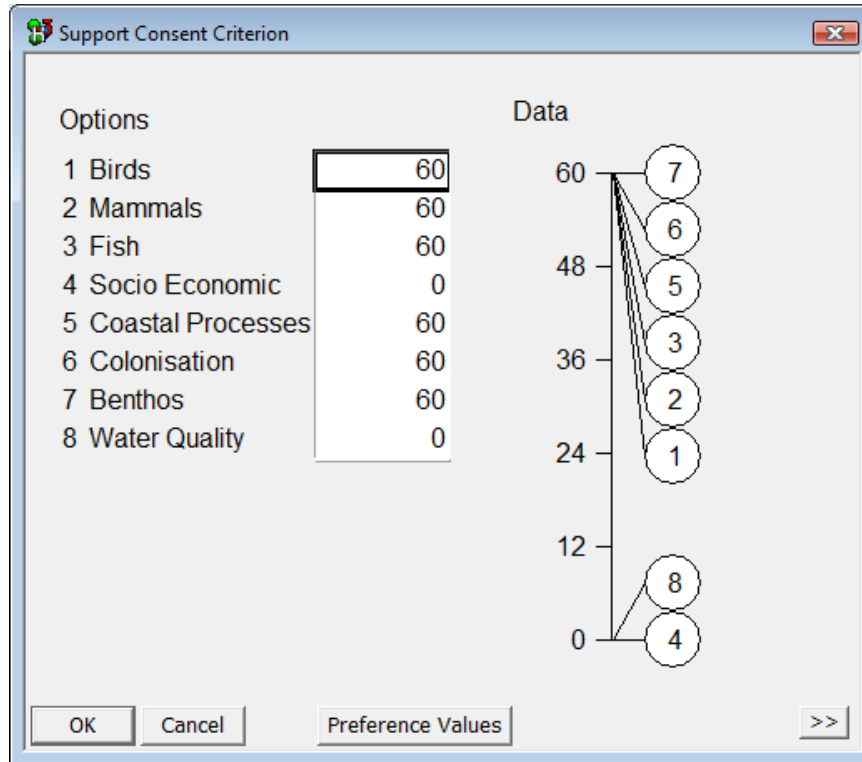 Support Consent Criterion
Options
1 Birds 60
2 Mammals 60
3 Fish 60
4 Socio Economic 0
5 Coastal Processes 60
6 Colonisation 60
7 Benthos 60
8 Water Quality 0
Data
60 7
6
48 5
3
36
2
24 1
12
8
0 4
OK Cancel Preference Values >>